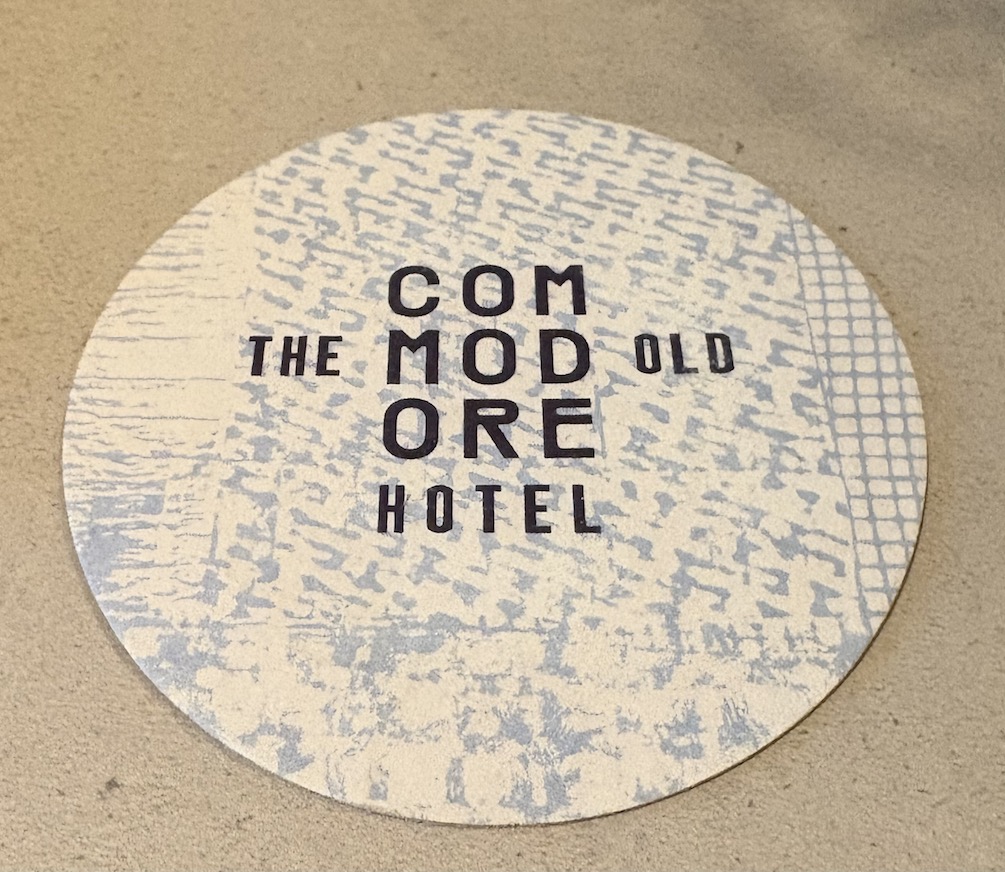 COM
THE MOD OLD
ORE
HOTEL